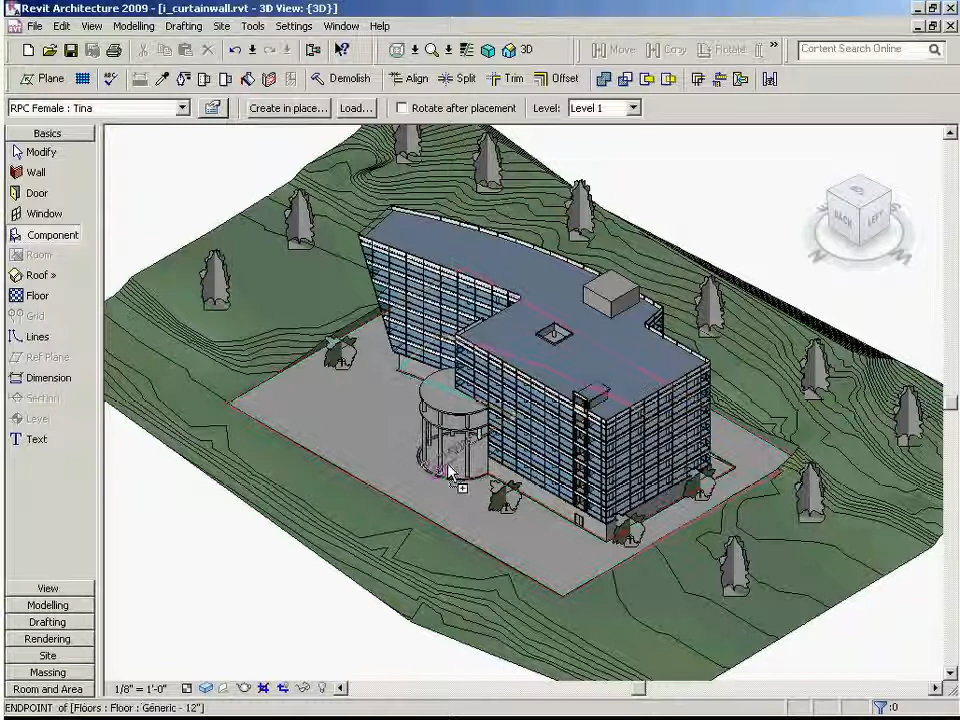 Revit Architecture 2009 - [i_curtainwall.rvt - 3D View: {3D}]
File Edit View Modelling Drafting Site Tools Settings Window Help
3D Move Copy Rotate » Content Search Online
Plane Demolish Align Split Trim Offset
RPC Female : Tina Create in place... Load... Rotate after placement Level: Level 1
Basics
Modify
Wall
Door
Window
Component
Room
Roof »
Floor
Grid
Lines
Ref Plane
Dimension
Section
Level
Text
View
Modelling
Drafting
Rendering
Site
Massing
Room and Area
BACK LEFT
1/8" = 1'-0"
ENDPOINT of [Floors : Floor : Generic - 12"] :0